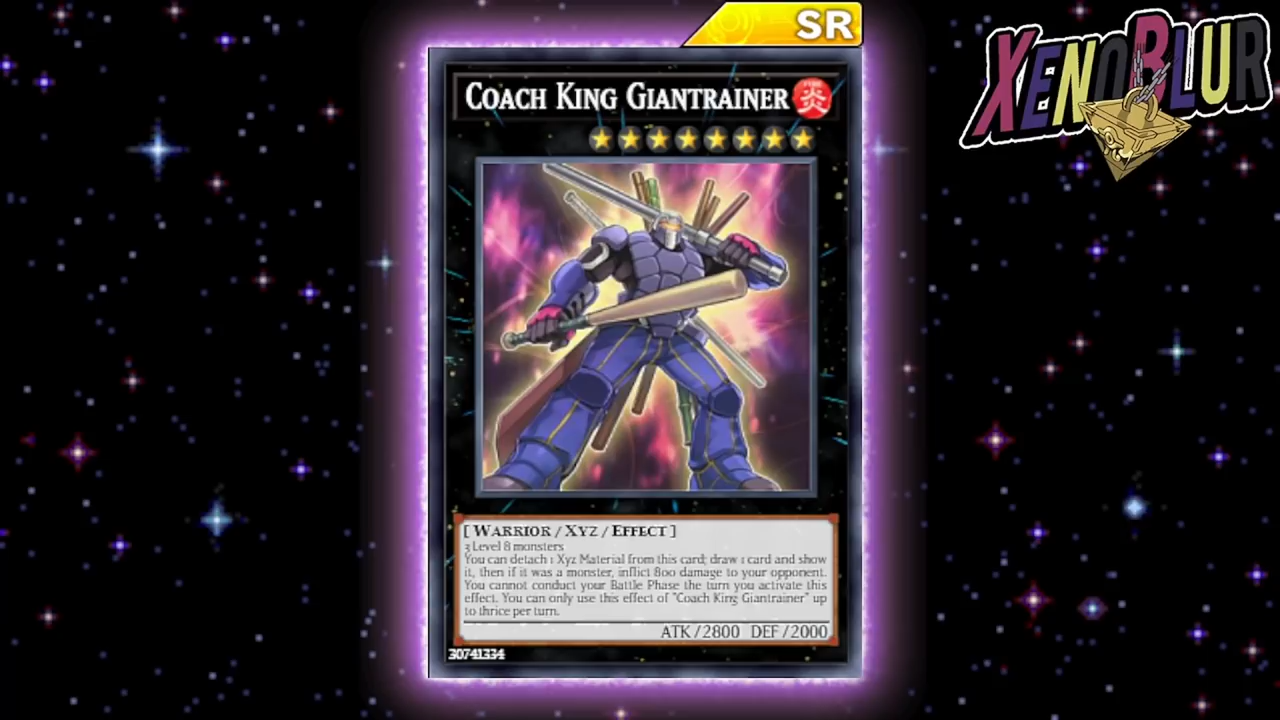 SR
XENOBLUR
COACH KING GIANTRAINER
炎
[ WARRIOR / XYZ / EFFECT ]
3 Level 8 monsters
You can detach 1 Xyz Material from this card; draw 1 card and show
it, then if it was a monster, inflict 800 damage to your opponent.
You cannot conduct your Battle Phase the turn you activate this
effect. You can only use this effect of "Coach King Giantrainer" up
to thrice per turn.
ATK / 2800 DEF / 2000
30741334